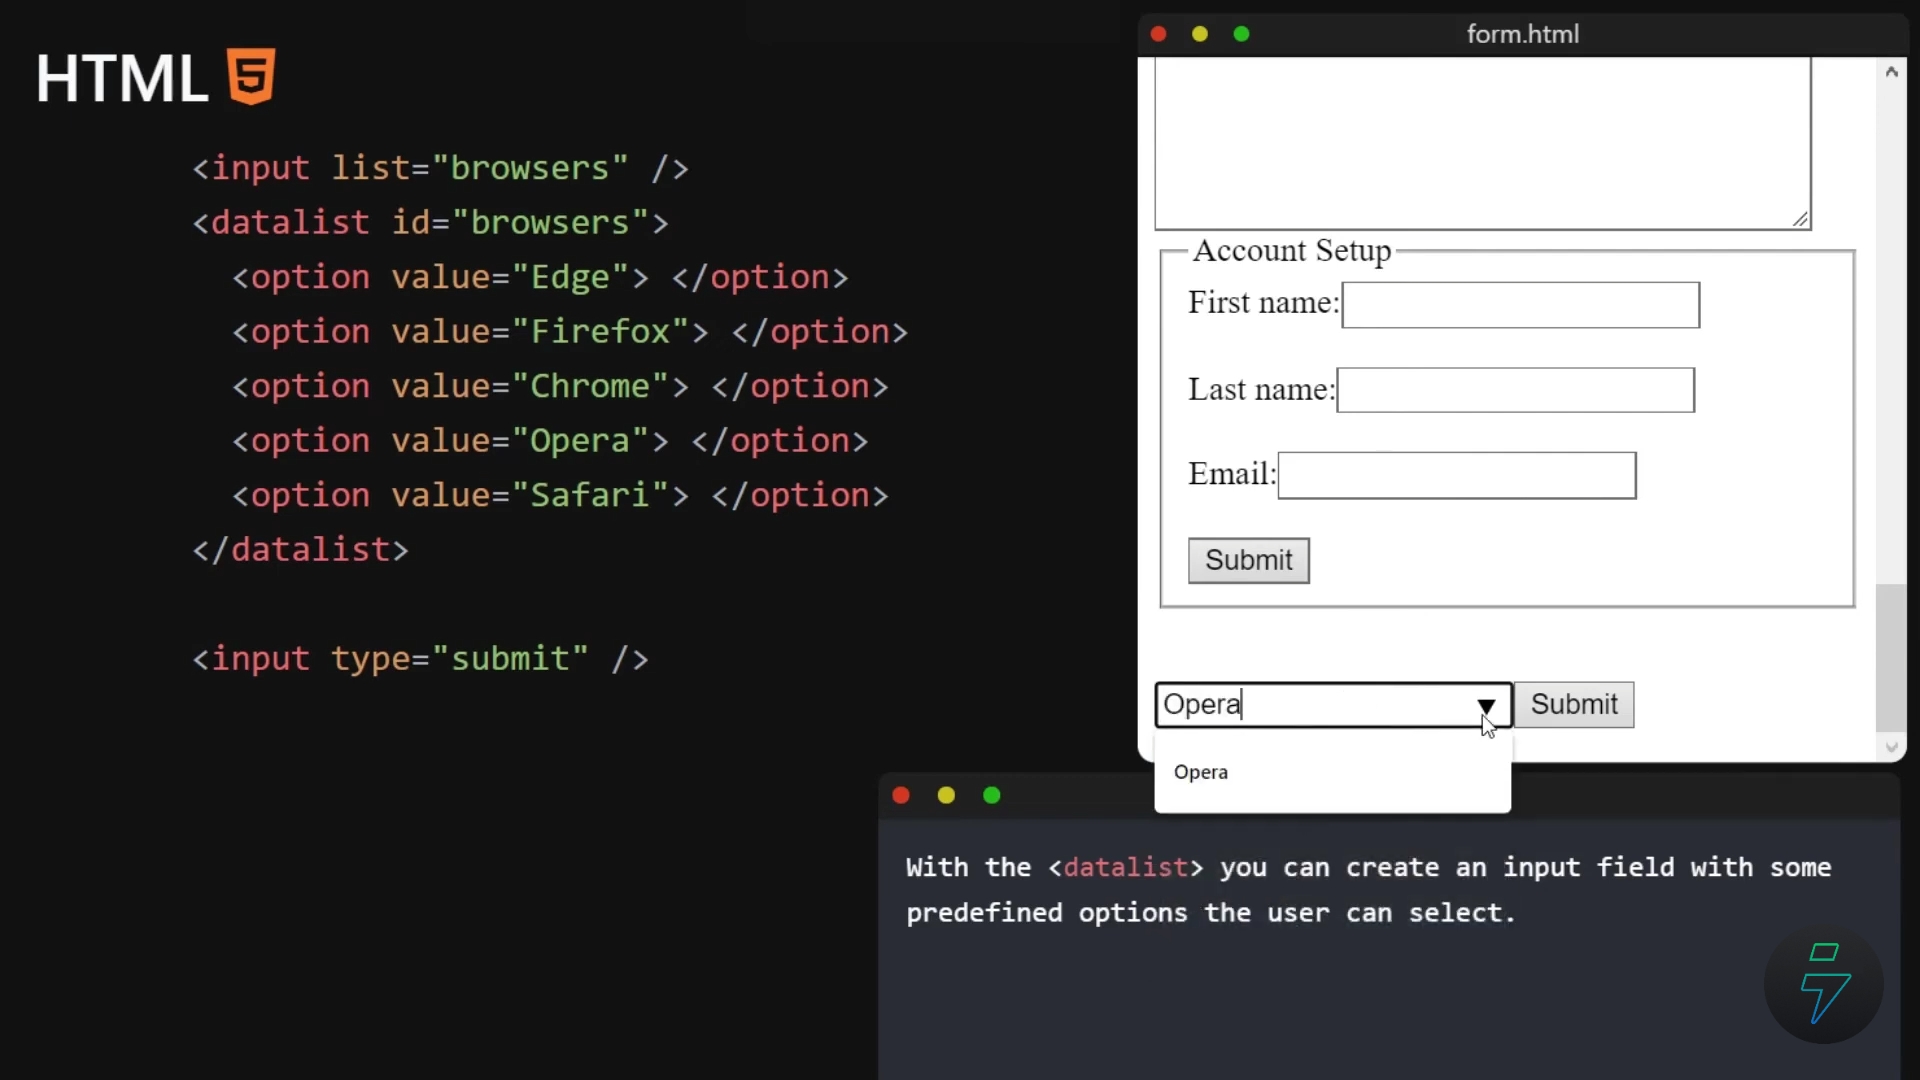 HTML 5
<input list="browsers" />
<datalist id="browsers">
<option value="Edge"> </option>
<option value="Firefox"> </option>
<option value="Chrome"> </option>
<option value="Opera"> </option>
<option value="Safari"> </option>
</datalist>
<input type="submit" />
form.html
Account Setup
First name:
Last name:
Email:
Submit
Opera Submit
Opera
With the <datalist> you can create an input field with some
predefined options the user can select.